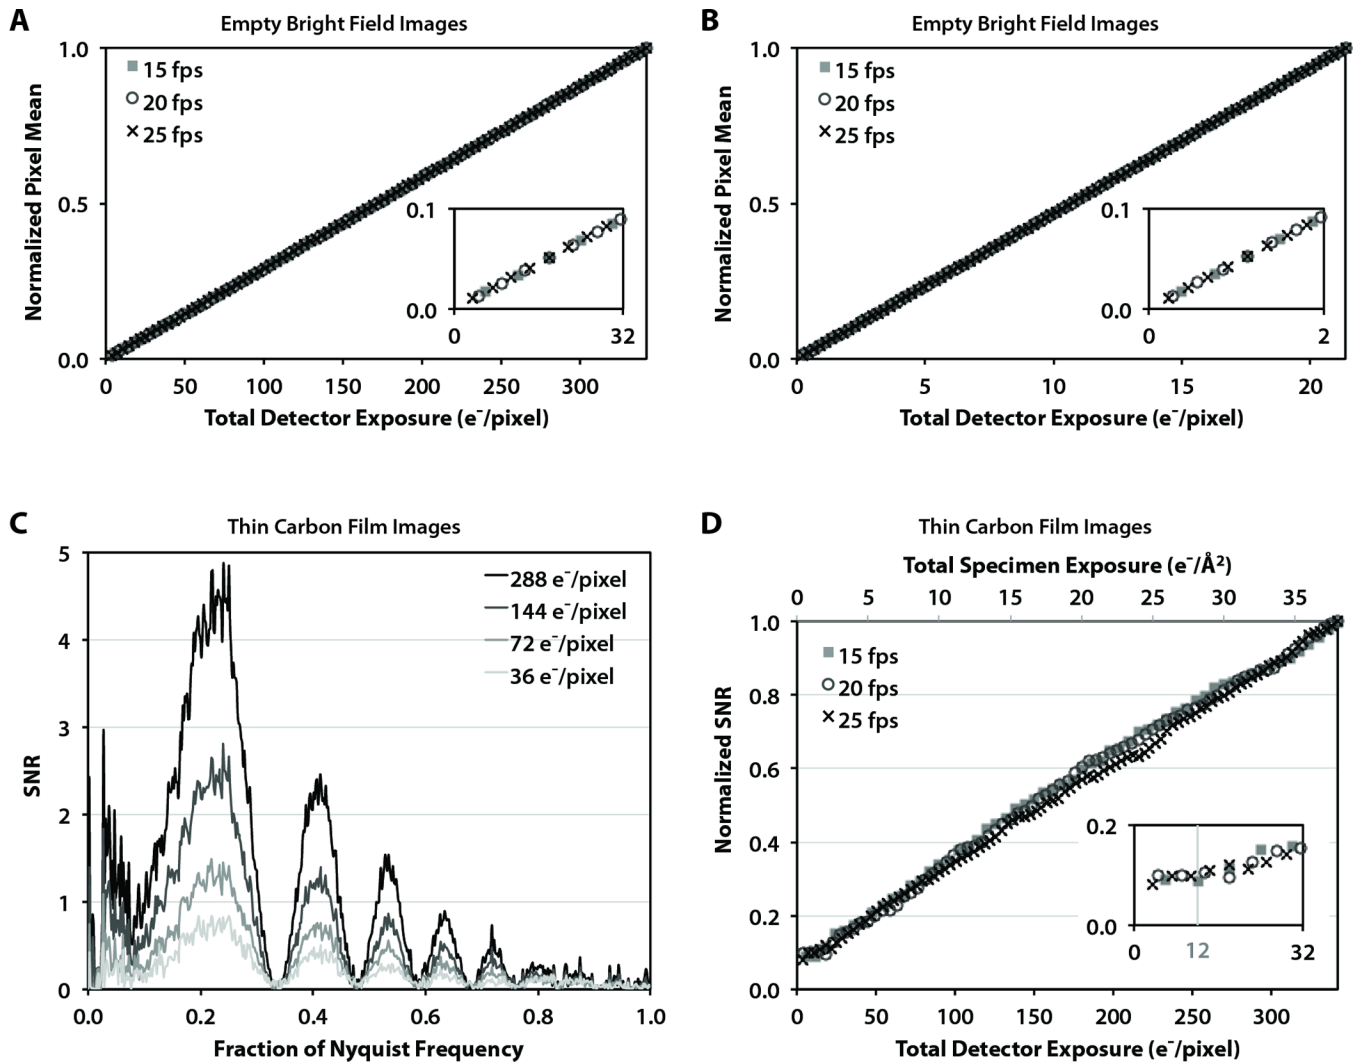 A
Empty Bright Field Images
Normalized Pixel Mean
1.0
0.5
0.0
15 fps
20 fps
25 fps
0.1
0.0
0
32
0
50
100
150
200
250
300
Total Detector Exposure (e⁻/pixel)
B
Empty Bright Field Images
Normalized Pixel Mean
1.0
0.5
0.0
15 fps
20 fps
25 fps
0.1
0.0
0
2
0
5
10
15
20
Total Detector Exposure (e⁻/pixel)
C
Thin Carbon Film Images
SNR
5
4
3
2
1
0
288 e⁻/pixel
144 e⁻/pixel
72 e⁻/pixel
36 e⁻/pixel
0.0
0.2
0.4
0.6
0.8
1.0
Fraction of Nyquist Frequency
D
Thin Carbon Film Images
Total Specimen Exposure (e⁻/Å²)
0
5
10
15
20
25
30
35
Normalized SNR
1.0
0.8
0.6
0.4
0.2
0.0
15 fps
20 fps
25 fps
0.2
0.0
0
12
32
0
50
100
150
200
250
300
Total Detector Exposure (e⁻/pixel)